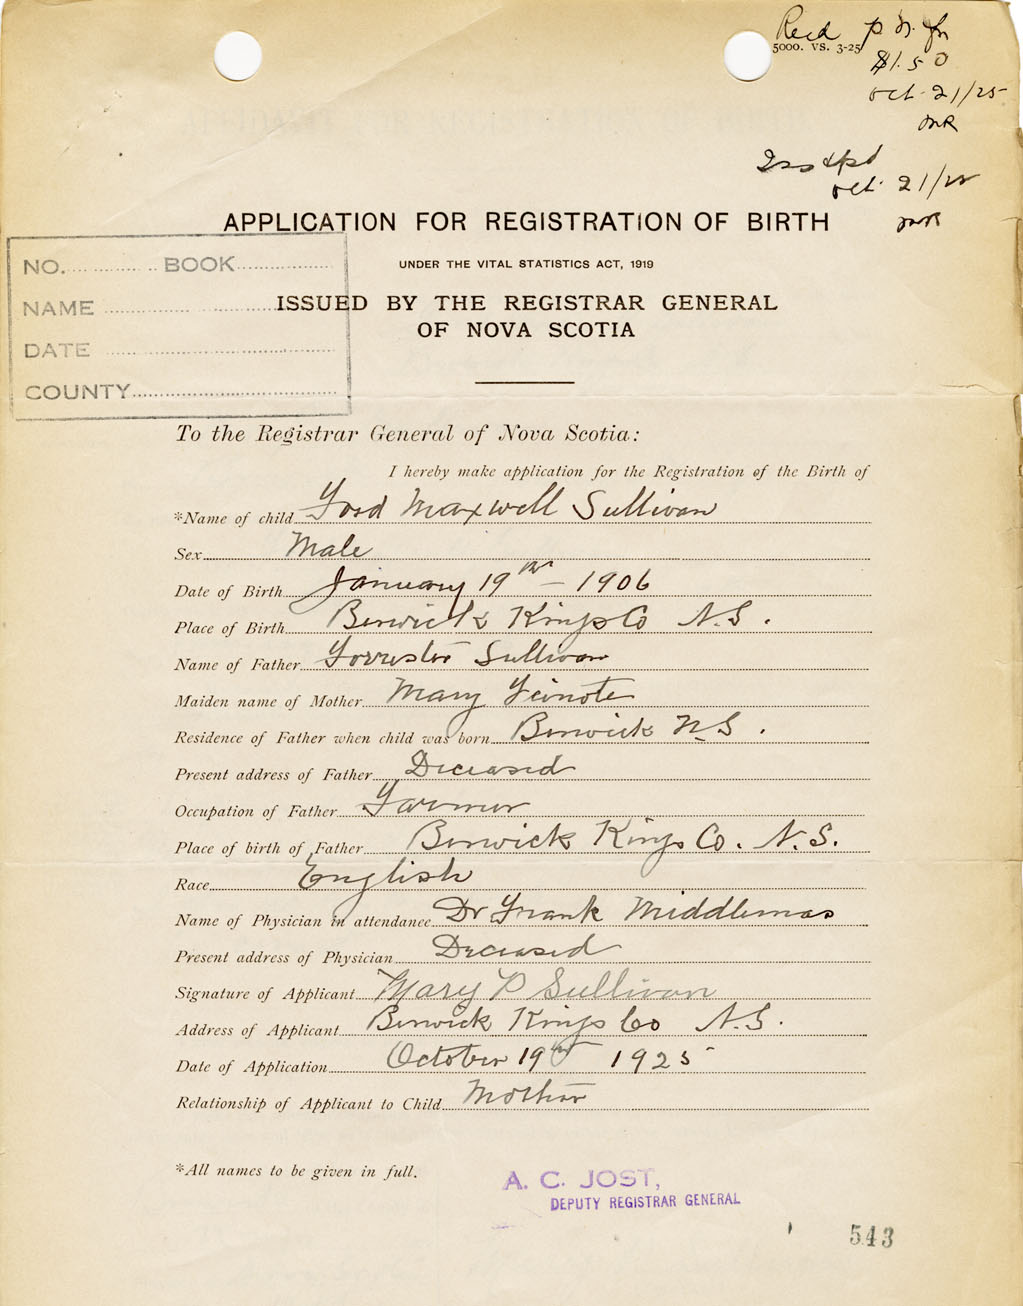 Recd p n fr
5000. VS. 3-25
$1.50
Oct. 21/25
MR
Oct. 21/25
MR
APPLICATION FOR REGISTRATION OF BIRTH
UNDER THE VITAL STATISTICS ACT, 1919
ISSUED BY THE REGISTRAR GENERAL
OF NOVA SCOTIA
NO. BOOK
NAME
DATE
COUNTY
To the Registrar General of Nova Scotia:
I hereby make application for the Registration of the Birth of
*Name of child Ford Maxwell Sullivan
Sex Male
Date of Birth January 19th - 1906
Place of Birth Berwick Kings Co N.S.
Name of Father Forrester Sullivan
Maiden name of Mother Mary
Residence of Father when child was born Berwick N.S.
Present address of Father Deceased
Occupation of Father Farmer
Place of birth of Father Berwick Kings Co. N.S.
Race English
Name of Physician in attendance Dr Frank Middlemas
Present address of Physician Deceased
Signature of Applicant Mary P Sullivan
Address of Applicant Berwick Kings Co N.S.
Date of Application October 19th 1925
Relationship of Applicant to Child Mother
*All names to be given in full.
A. C. JOST,
DEPUTY REGISTRAR GENERAL
543